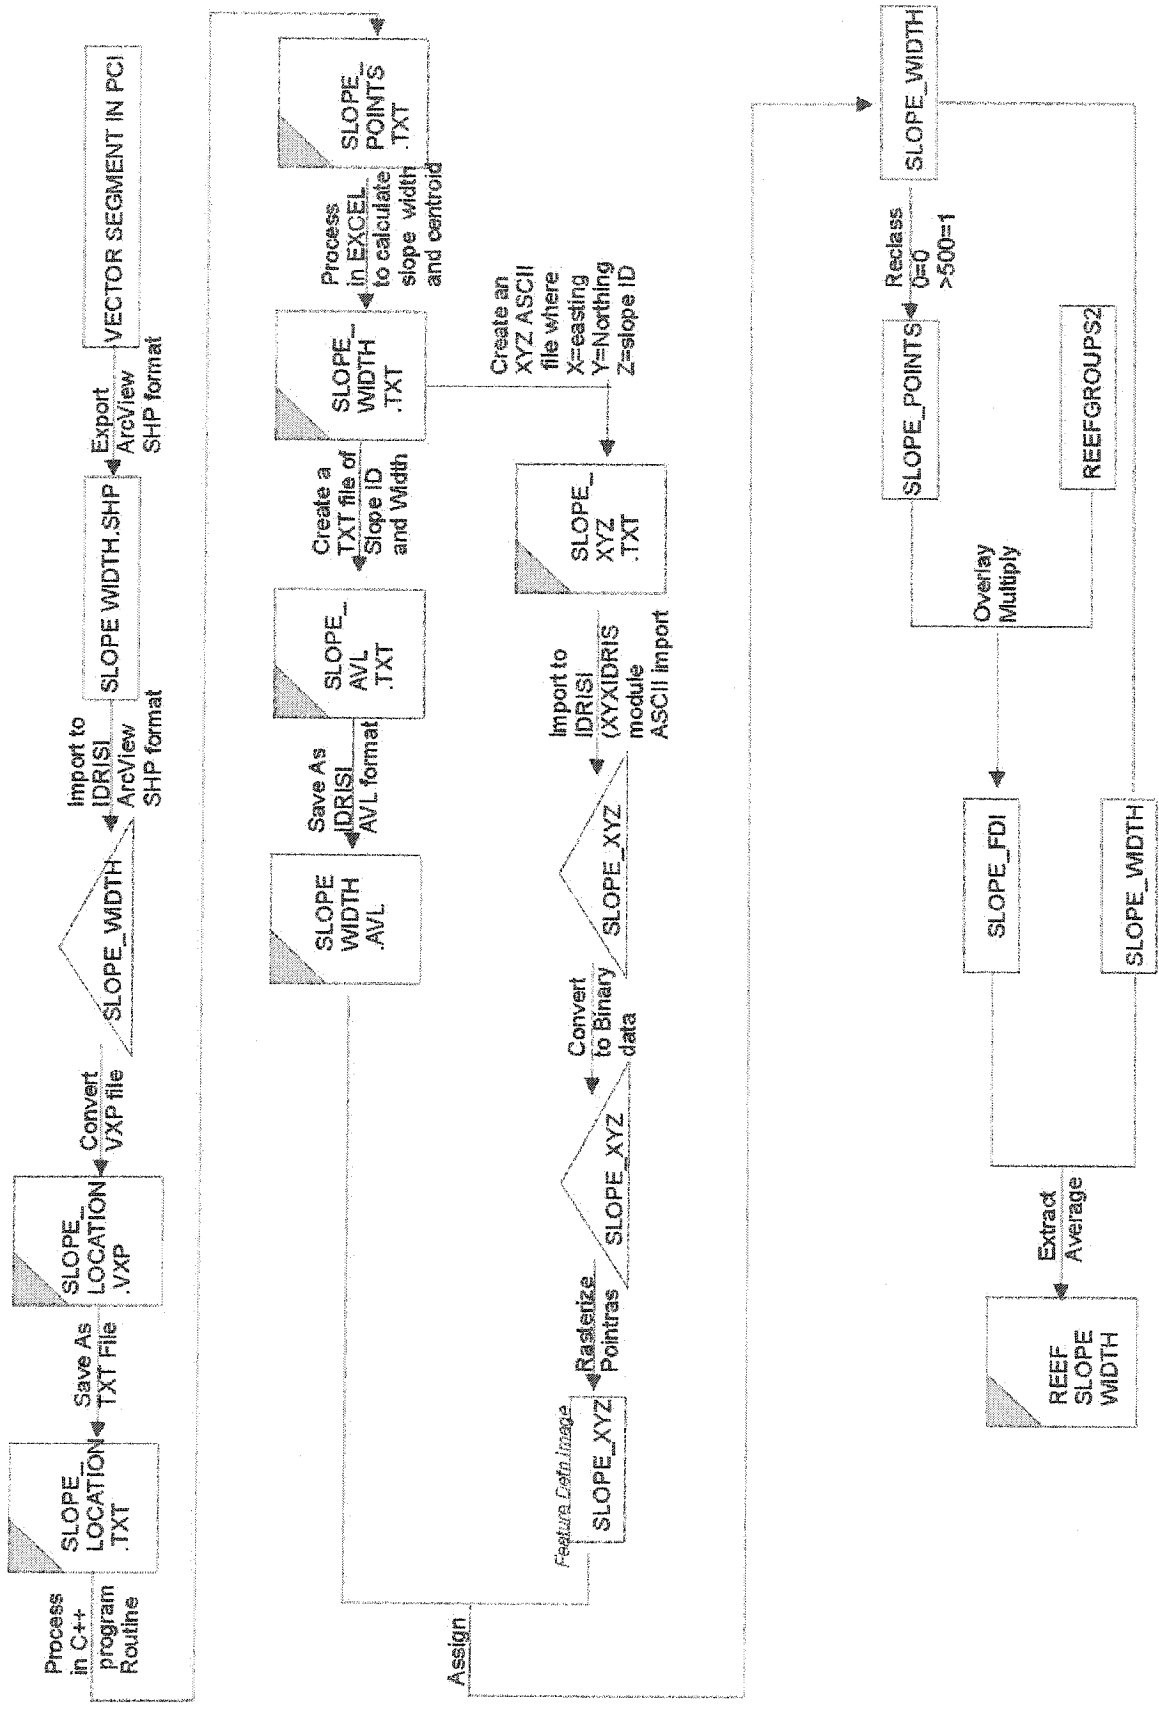 VECTOR SEGMENT IN PCI
Export
ArcView
SHP format
SLOPE WIDTH.SHP
Import to
IDRISI
ArcView
SHP format
SLOPE_WIDTH
Convert
VXP file
SLOPE_
LOCATION
.VXP
Save As
TXT File
SLOPE_
LOCATION
.TXT
Process
in C++
program
Routine
SLOPE_
POINTS
.TXT
Process
in EXCEL
to calculate
slope width
and centroid
SLOPE_
WIDTH
.TXT
Create a
TXT file of
Slope ID
and Width
SLOPE_
AVL
.TXT
Save As
IDRISI
AVL format
SLOPE
WIDTH
.AVL
Create an
XYZ ASCII
file where
X=easting
Y=Northing
Z=slope ID
SLOPE_
XYZ
.TXT
Import to
IDRISI
(XYXIDRIS
module
ASCII import
SLOPE_XYZ
Convert
to Binary
data
SLOPE_XYZ
Rasterize
Pointras
Feature Defn Image
SLOPE_XYZ
Assign
SLOPE_WIDTH
Reclass
0=0
>500=1
SLOPE_POINTS
REEFGROUPS2
Overlay
Multiply
SLOPE_FDI
SLOPE_WIDTH
Extract
Average
REEF
SLOPE
WIDTH